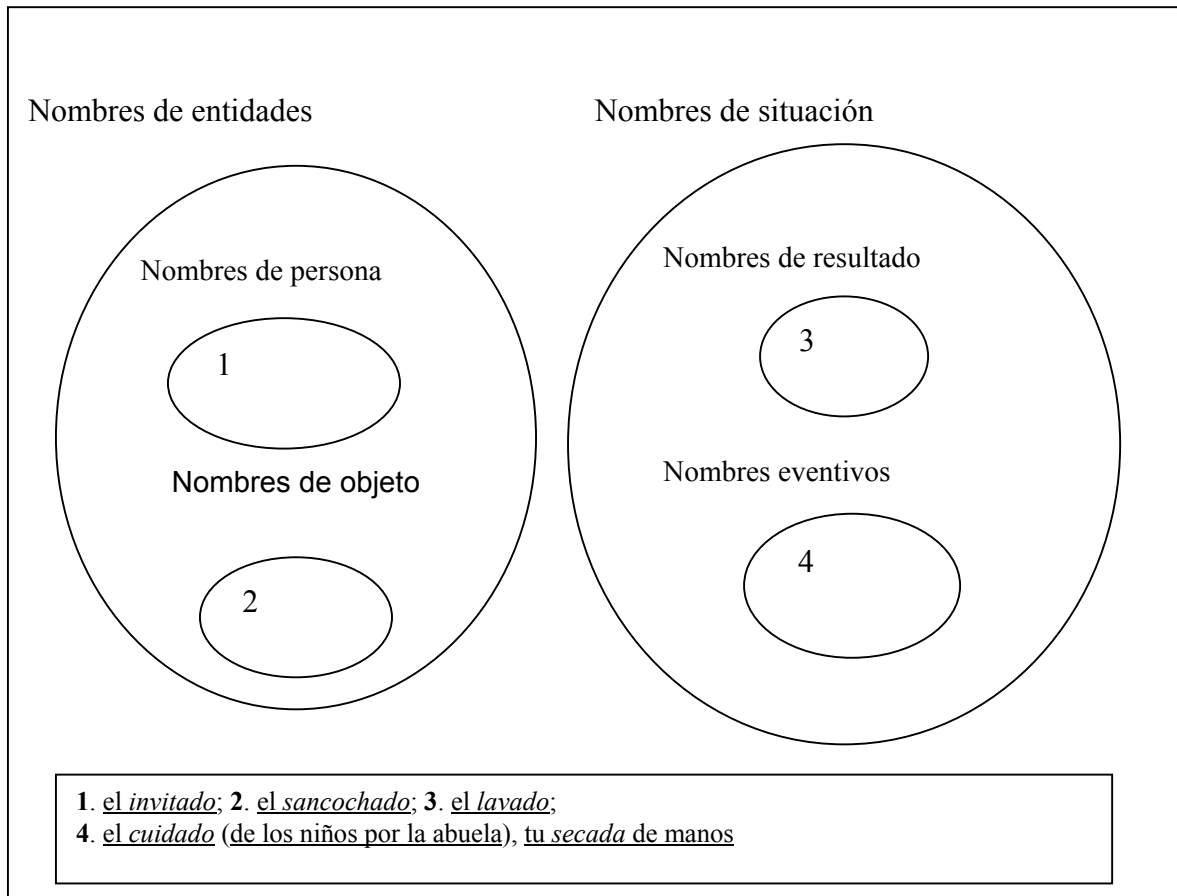 Nombres de entidades
Nombres de situación
Nombres de persona
1
Nombres de objeto
2
Nombres de resultado
3
Nombres eventivos
4
1. el invitado; 2. el sancochado; 3. el lavado;
4. el cuidado (de los niños por la abuela), tu secada de manos